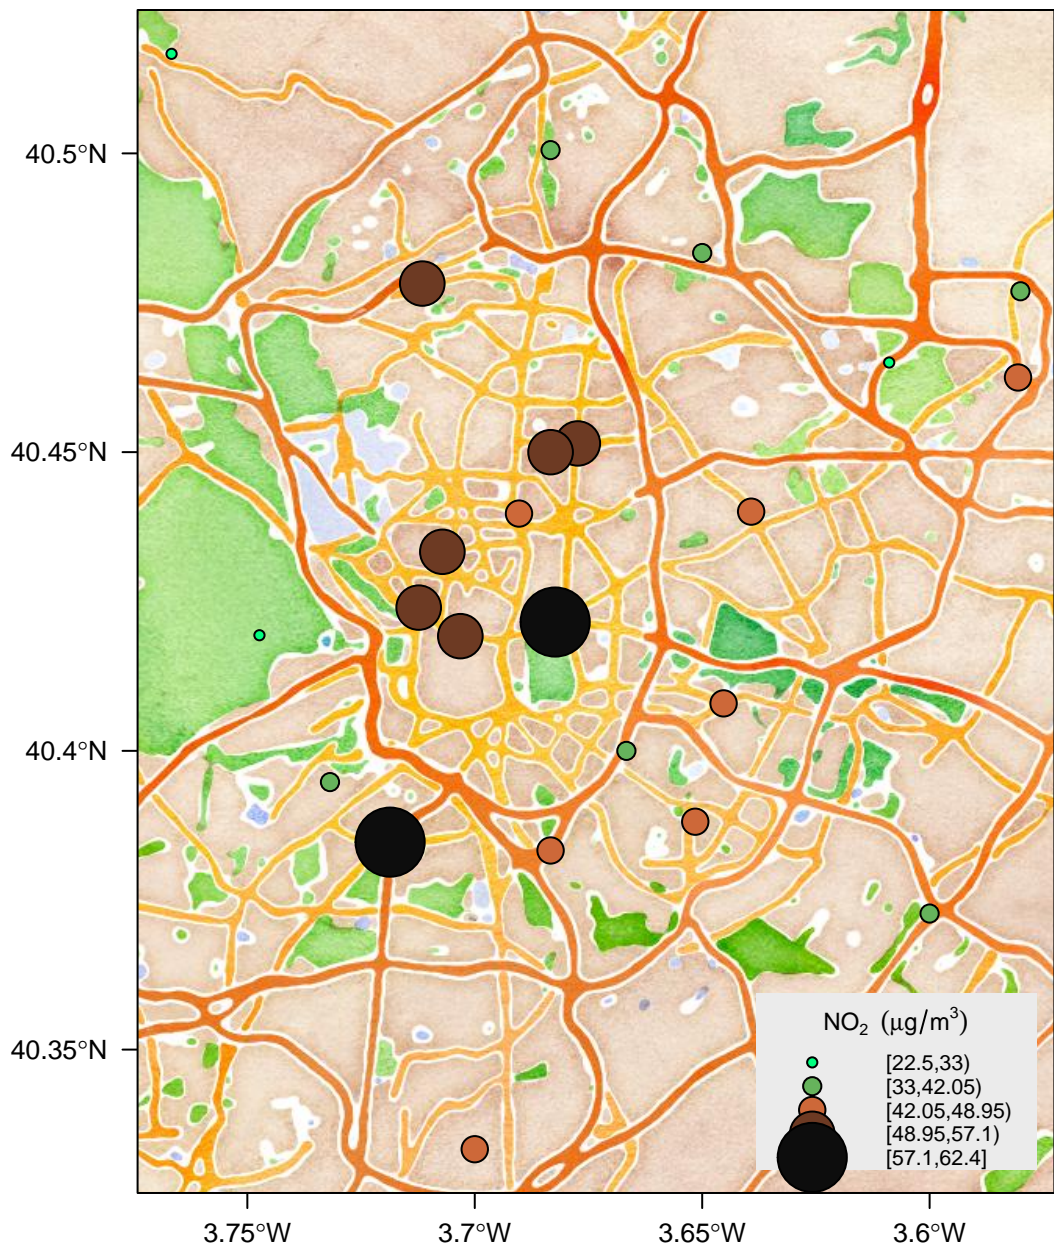 40.5°N
40.45°N
40.4°N
40.35°N
NO₂ (μg/m³)
[22.5,33)
[33,42.05)
[42.05,48.95)
[48.95,57.1)
[57.1,62.4]
3.75°W
3.7°W
3.65°W
3.6°W